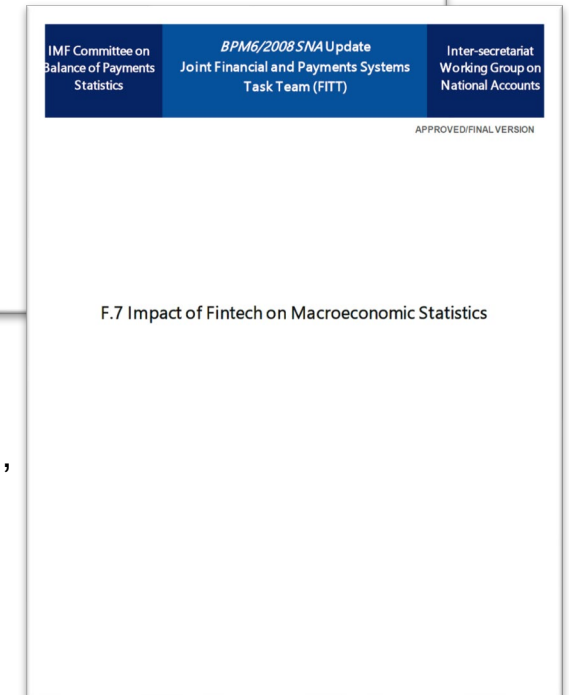 IMF Committee on
Balance of Payments
Statistics
BPM6/2008 SNA Update
Joint Financial and Payments Systems
Task Team (FITT)
Inter-secretariat
Working Group on
National Accounts
APPROVED/FINAL VERSION
F.7 Impact of Fintech on Macroeconomic Statistics
,